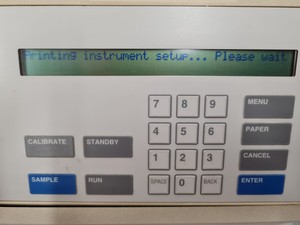 Printing instrument setup... Please wait
7 8 9 MENU
4 5 6 PAPER
CALIBRATE STANDBY 1 2 3 CANCEL
SAMPLE RUN SPACE 0 BACK ENTER